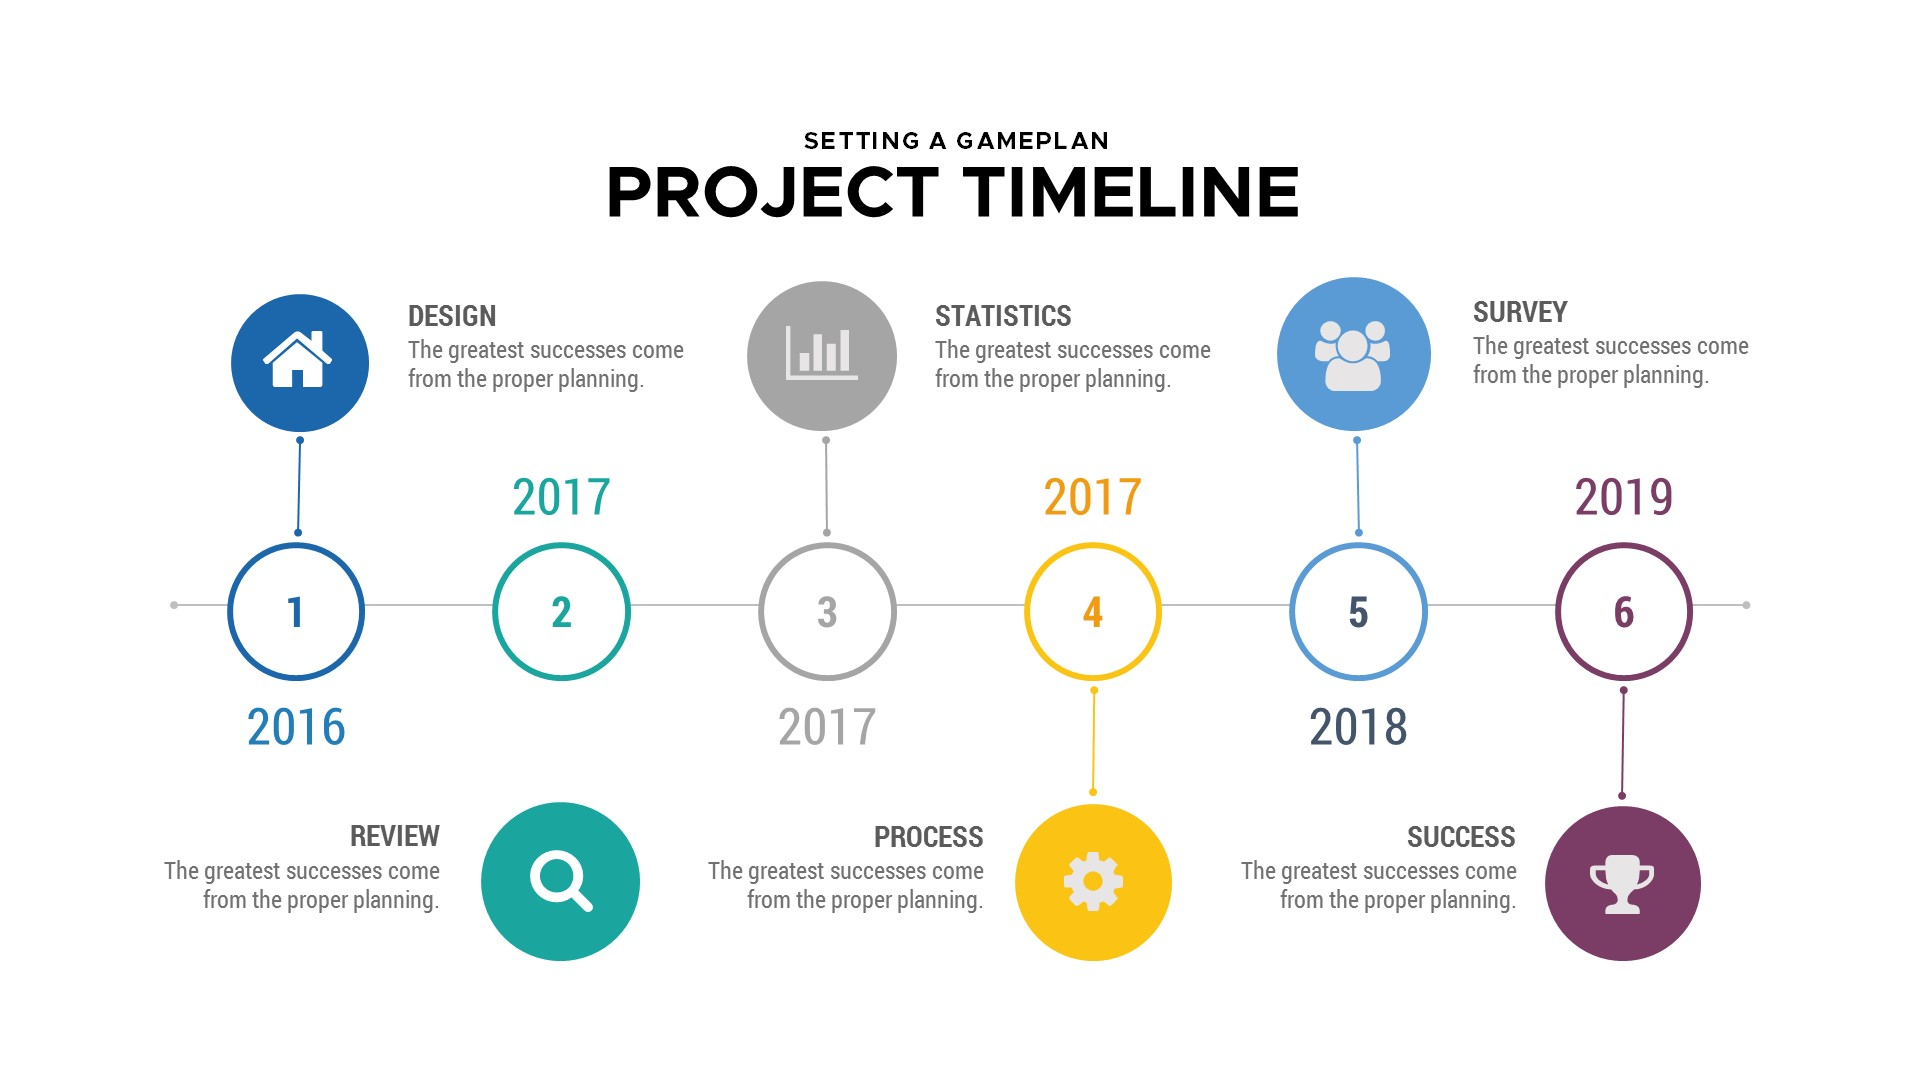 SETTING A GAMEPLAN
PROJECT TIMELINE
DESIGN
The greatest successes come
from the proper planning.
STATISTICS
The greatest successes come
from the proper planning.
SURVEY
The greatest successes come
from the proper planning.
2017
2017
2019
1
2
3
4
5
6
2016
2017
2018
REVIEW
The greatest successes come
from the proper planning.
PROCESS
The greatest successes come
from the proper planning.
SUCCESS
The greatest successes come
from the proper planning.